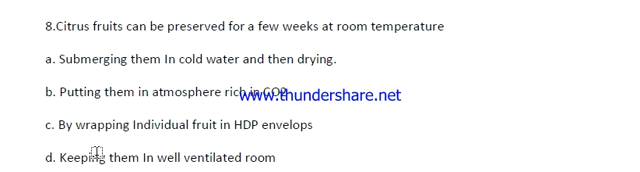 8.Citrus fruits can be preserved for a few weeks at room temperature
a. Submerging them In cold water and then drying.
b. Putting them in atmosphere rich in CO2
www.thundershare.net
c. By wrapping Individual fruit in HDP envelops
d. Keeping them In well ventilated room